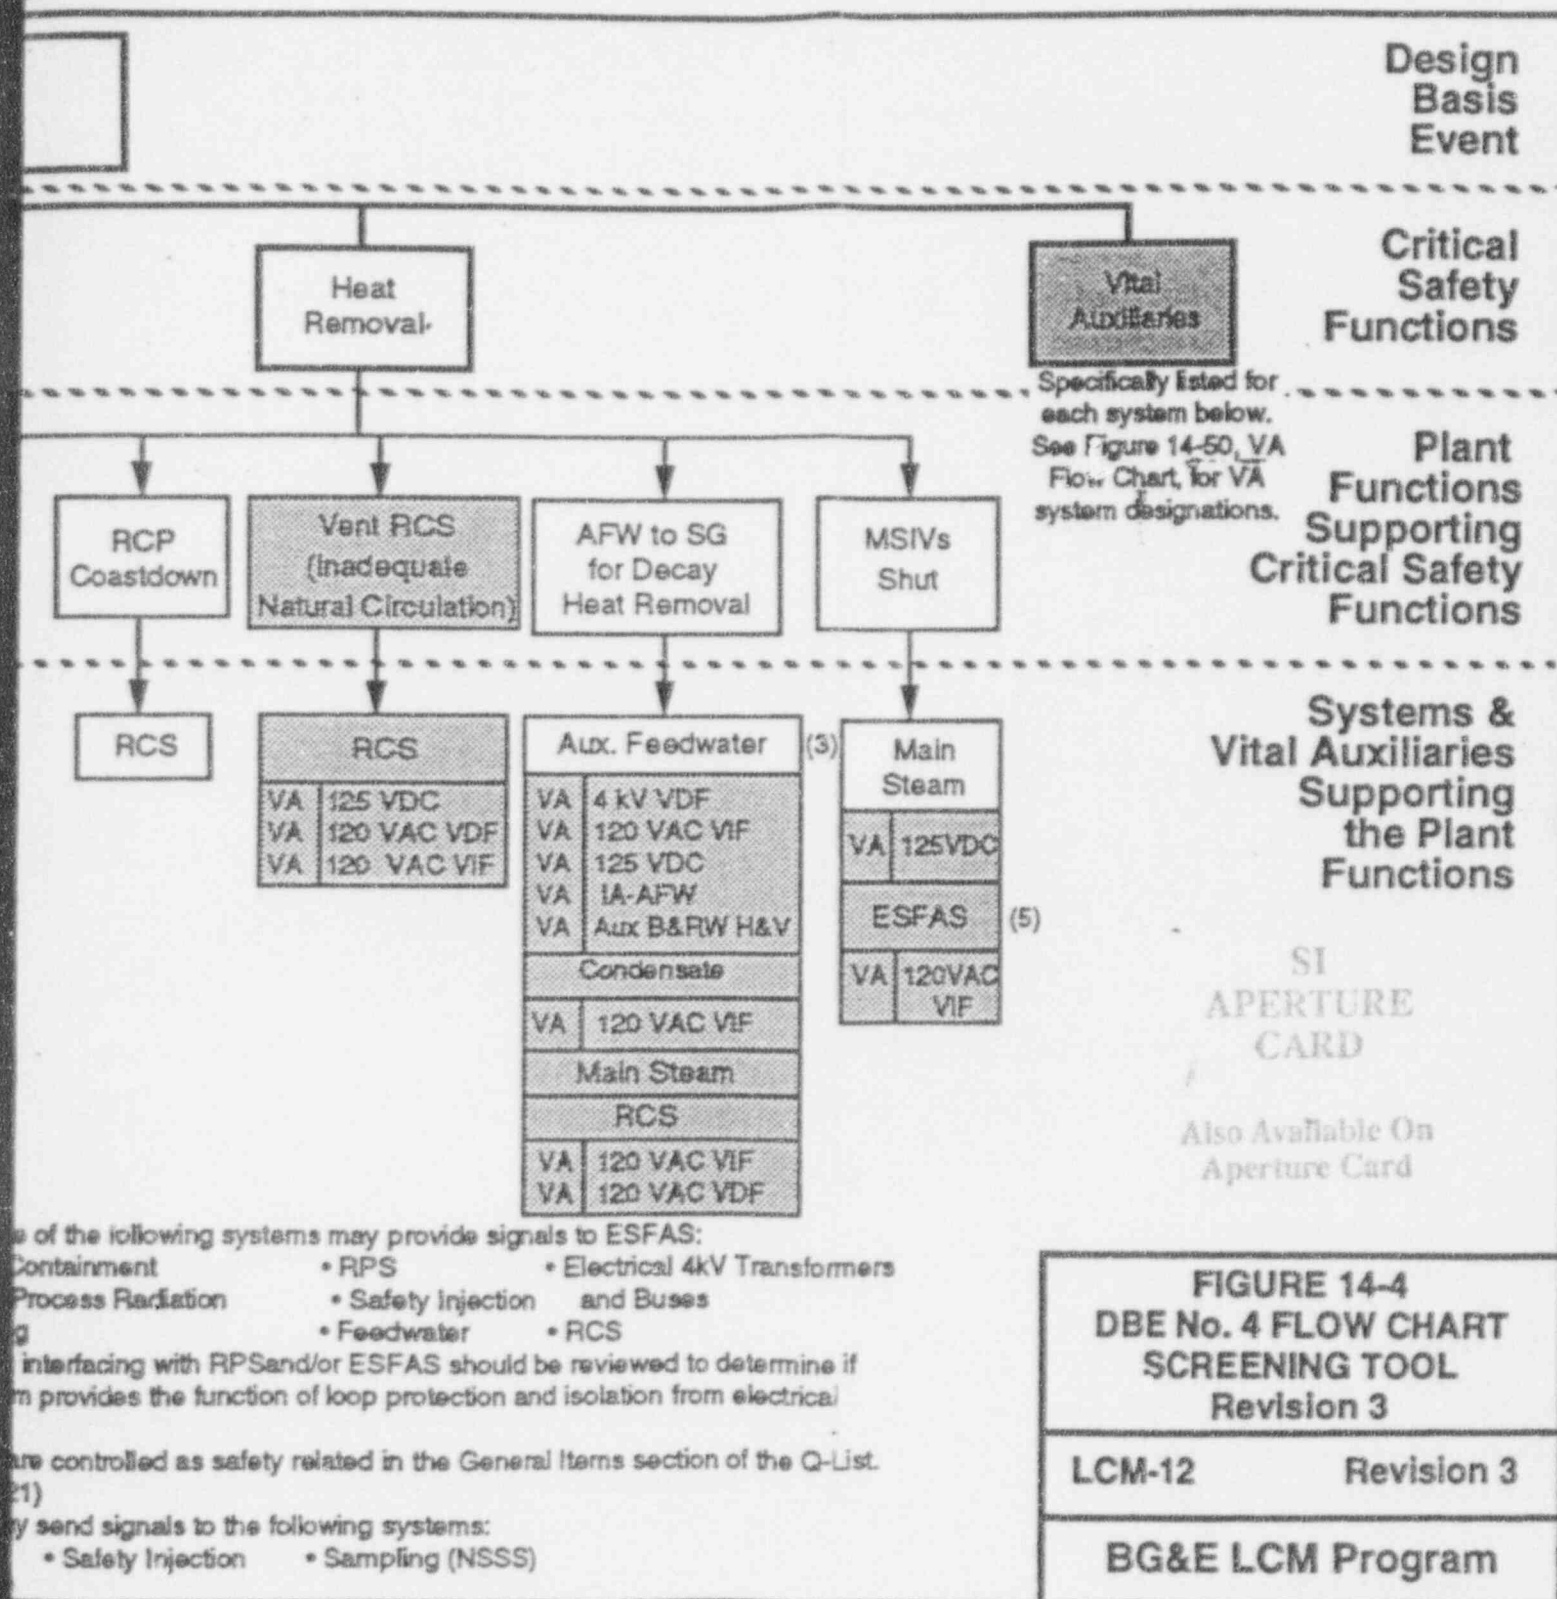 Design
Basis
Event
Critical
Safety
Functions
Heat
Removal
Vital
Auxiliaries
Specifically listed for
each system below.
See Figure 14-50, VA
Flow Chart, for VA
system designations.
Plant
Functions
Supporting
Critical Safety
Functions
RCP
Coastdown
Vent RCS
(Inadequate
Natural Circulation)
AFW to SG
for Decay
Heat Removal
MSIVs
Shut
Systems &
Vital Auxiliaries
Supporting
the Plant
Functions
RCS
RCS
VA 125 VDC
VA 120 VAC VDF
VA 120 VAC VIF
Aux. Feedwater (3)
VA 4 kV VDF
VA 120 VAC VIF
VA 125 VDC
VA IA-AFW
VA Aux B&RW H&V
Condensate
VA 120 VAC VIF
Main Steam
RCS
VA 120 VAC VIF
VA 120 VAC VDF
Main
Steam
VA 125VDC
ESFAS (5)
VA 120VAC
VIF
SI
APERTURE
CARD
Also Available On
Aperture Card
of the following systems may provide signals to ESFAS:
Containment • RPS • Electrical 4kV Transformers
Process Radiation • Safety Injection and Buses
g • Feedwater • RCS
interfacing with RPSand/or ESFAS should be reviewed to determine if
m provides the function of loop protection and isolation from electrical
are controlled as safety related in the General Items section of the Q-List.
21)
y send signals to the following systems:
• Safety Injection • Sampling (NSSS)
FIGURE 14-4
DBE No. 4 FLOW CHART
SCREENING TOOL
Revision 3
LCM-12 Revision 3
BG&E LCM Program